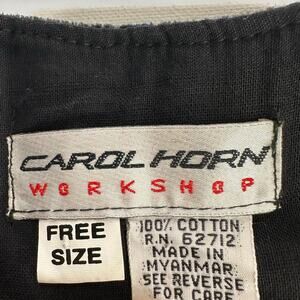 CAROL HORN
WORKSHOP
FREE
SIZE
100% COTTON
R.N. 62712
MADE IN
MYANMAR
SEE REVERSE
FOR CARE